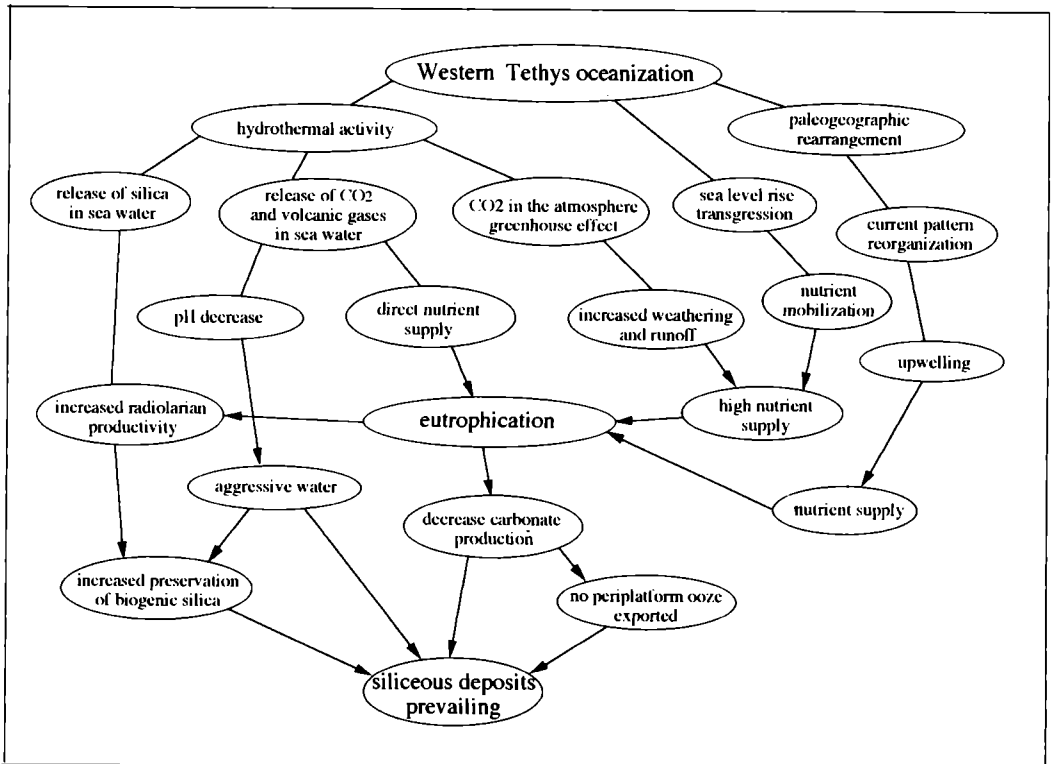 Western Tethys oceanization
hydrothermal activity
paleogeographic
rearrangement
release of silica
in sea water
release of CO2
and volcanic gases
in sea water
CO2 in the atmosphere
greenhouse effect
sea level rise
transgression
current pattern
reorganization
pH decrease
direct nutrient
supply
increased weathering
and runoff
nutrient
mobilization
upwelling
increased radiolarian
productivity
eutrophication
high nutrient
supply
aggressive water
decrease carbonate
production
nutrient supply
increased preservation
of biogenic silica
no periplatform ooze
exported
siliceous deposits
prevailing